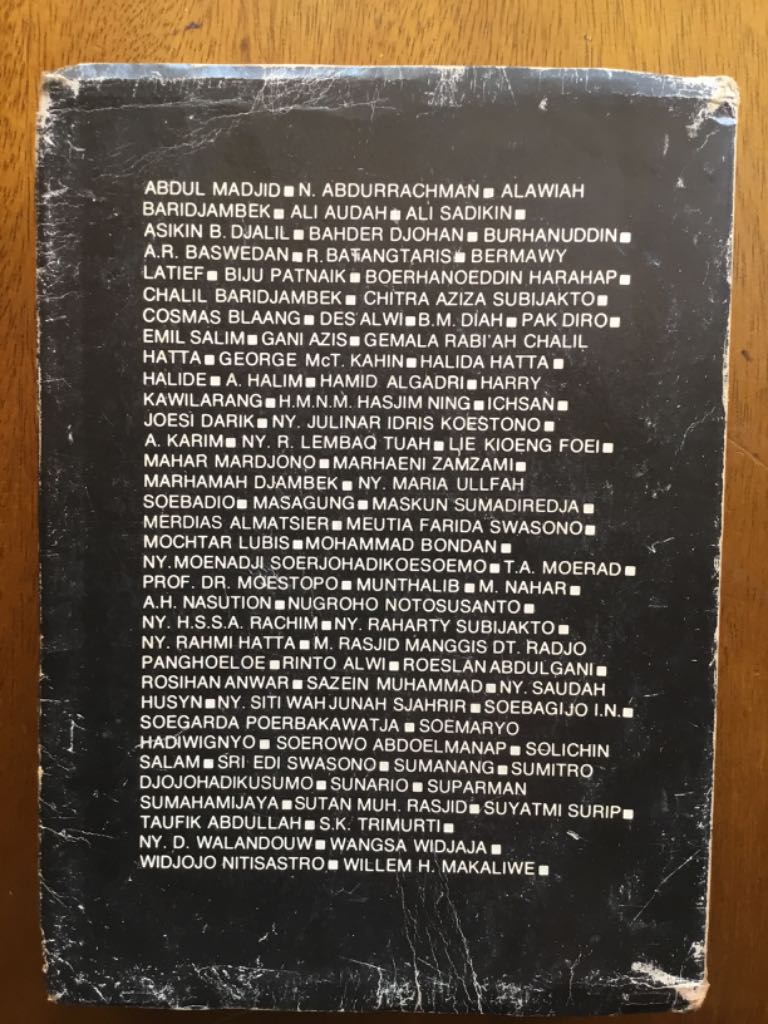 ABDUL MADJID■ N. ABDURRACHMAN■ ALAWIAH
BARIDJAMBEK■ ALI AUDAH■ ALI SADIKIN■
ASIKIN B. DJALIL■ BAHDER DJOHAN■ BURHANUDDIN■
A.R. BASWEDAN■ R. BATANGTARIS■ BERMAWY
LATIEF■ BIJU PATNAIK■ BOERHANOEDDIN HARAHAP■
CHALIL BARIDJAMBEK■ CHITRA AZIZA SUBIJAKTO■
COSMAS BLAANG■ DES ALWI■ B.M. DIAH■ PAK DIRO■
EMIL SALIM■ GANI AZIS■ GEMALA RABI'AH CHALIL
HATTA■ GEORGE McT. KAHIN■ HALIDA HATTA■
HALIDE■ A. HALIM■ HAMID ALGADRI■ HARRY
KAWILARANG■ H.M.N.M. HASJIM NING■ ICHSAN■
JOESI DARIK■ NY. JULINAR IDRIS KOESTONO■
A. KARIM■ NY. R. LEMBAQ TUAH■ LIE KIOENG FOEI■
MAHAR MARDJONO■ MARHAENI ZAMZAMI■
MARHAMAH DJAMBEK■ NY. MARIA ULLFAH
SOEBADIO■ MASAGUNG■ MASKUN SUMADIREDJA■
MERDIAS ALMATSIER■ MEUTIA FARIDA SWASONO■
MOCHTAR LUBIS■ MOHAMMAD BONDAN■
NY. MOENADJI SOERJOHADIKOESOEMO■ T.A. MOERAD■
PROF. DR. MOESTOPO■ MUNTHALIB■ M. NAHAR■
A.H. NASUTION■ NUGROHO NOTOSUSANTO■
NY. H.S.S.A. RACHIM■ NY. RAHARTY SUBIJAKTO■
NY. RAHMI HATTA■ M. RASJID MANGGIS DT. RADJO
PANGHOELOE■ RINTO ALWI■ ROESLAN ABDULGANI■
ROSIHAN ANWAR■ SAZEIN MUHAMMAD■ NY. SAUDAH
HUSYN■ NY. SITI WAHJUNAH SJAHRIR■ SOEBAGIJO I.N.■
SOEGARDA POERBAKAWATJA■ SOEMARYO
HADIWIGNYO■ SOEROWO ABDOELMANAP■ SOLICHIN
SALAM■ SRI EDI SWASONO■ SUMANANG■ SUMITRO
DJOJOHADIKUSUMO■ SUNARIO■ SUPARMAN
SUMAHAMIJAYA■ SUTAN MUH. RASJID■ SUYATMI SURIP■
TAUFIK ABDULLAH■ S.K. TRIMURTI■
NY. D. WALANDOUW■ WANGSA WIDJAJA■
WIDJOJO NITISASTRO■ WILLEM H. MAKALIWE■